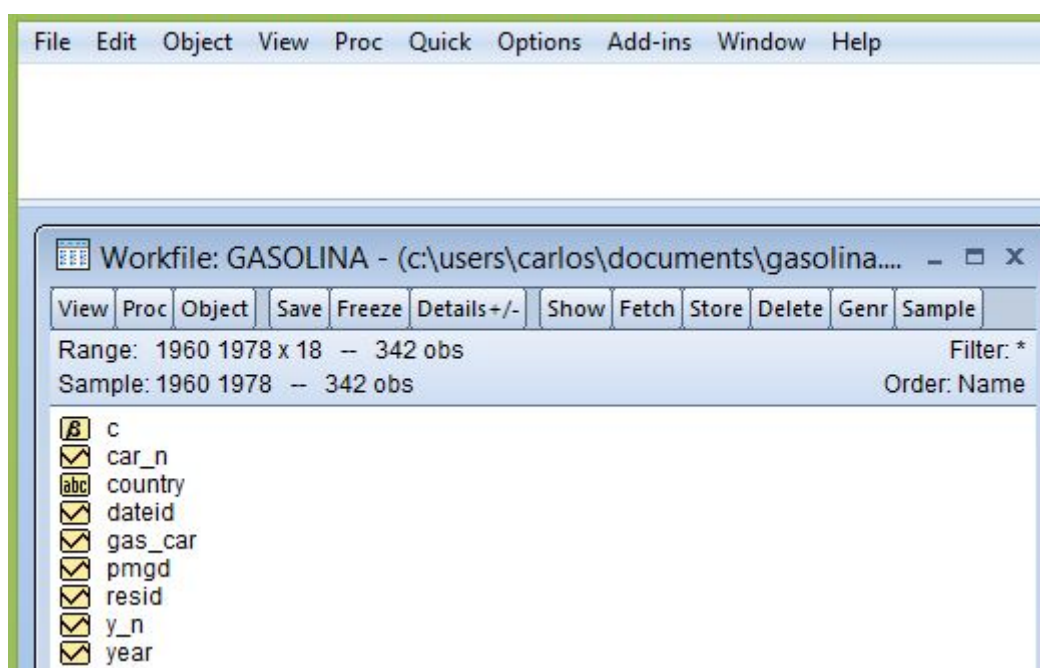 File Edit Object View Proc Quick Options Add-ins Window Help
Workfile: GASOLINA - (c:\users\carlos\documents\gasolina....
View Proc Object Save Freeze Details+/- Show Fetch Store Delete Genr Sample
Range: 1960 1978 x 18 -- 342 obs Filter: *
Sample: 1960 1978 -- 342 obs Order: Name
β c
car_n
abc country
dateid
gas_car
pmgd
resid
y_n
year